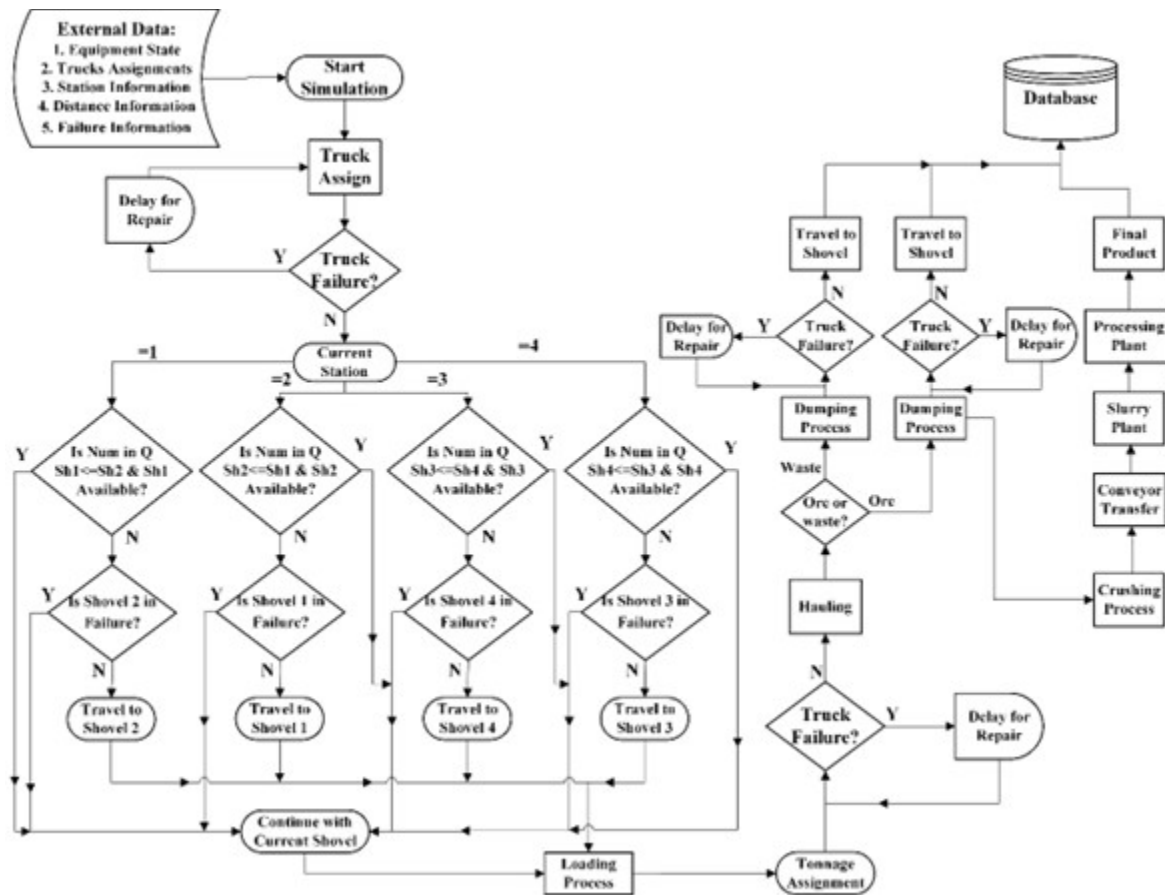 External Data:
1. Equipment State
2. Trucks Assignments
3. Station Information
4. Distance Information
5. Failure Information
Start
Simulation
Truck
Assign
Delay for
Repair
Y
Truck
Failure?
N
Current
Station
=1
=2
=3
=4
Y
Is Num in Q
Sh1<=Sh2 & Sh1
Available?
N
Is Num in Q
Sh2<=Sh1 & Sh2
Available?
Y
N
Is Num in Q
Sh3<=Sh4 & Sh3
Available?
Y
N
Is Num in Q
Sh4<=Sh3 & Sh4
Available?
Y
N
Y
Is Shovel 2 in
Failure?
N
Y
Is Shovel 1 in
Failure?
N
Y
Is Shovel 4 in
Failure?
N
Y
Is Shovel 3 in
Failure?
N
Travel to
Shovel 2
Travel to
Shovel 1
Travel to
Shovel 4
Travel to
Shovel 3
Continue with
Current Shovel
Loading
Process
Tonnage
Assignment
Truck
Failure?
Y
Delay for
Repair
N
Hauling
Ore or
waste?
Waste
Ore
Dumping
Process
Dumping
Process
Truck
Failure?
Y
Delay for
Repair
N
Truck
Failure?
Y
Delay for
Repair
N
Travel to
Shovel
Travel to
Shovel
Crushing
Process
Conveyor
Transfer
Slurry
Plant
Processing
Plant
Final
Product
Database